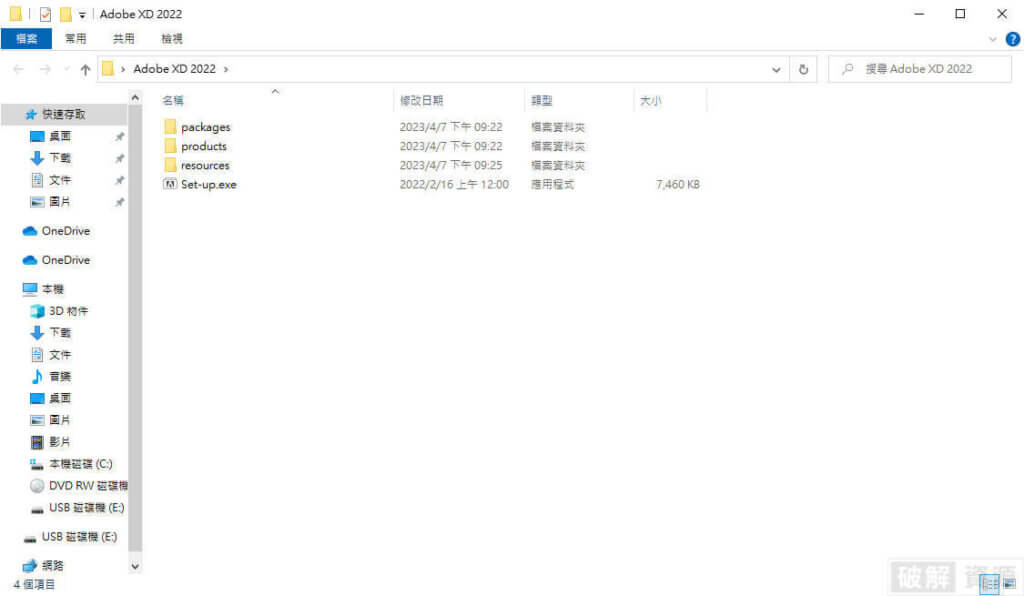 Adobe XD 2022
檔案 常用 共用 檢視
Adobe XD 2022
搜尋 Adobe XD 2022
名稱 修改日期 類型 大小
packages 2023/4/7 下午 09:22 檔案資料夾
products 2023/4/7 下午 09:22 檔案資料夾
resources 2023/4/7 下午 09:25 檔案資料夾
Set-up.exe 2022/2/16 上午 12:00 應用程式 7,460 KB
快速存取
桌面
下載
文件
圖片
OneDrive
OneDrive
本機
3D 物件
下載
文件
音樂
桌面
圖片
影片
本機磁碟 (C:)
DVD RW 磁碟機
USB 磁碟機 (E:)
USB 磁碟機 (E:)
網路
4 個項目
破解 資源